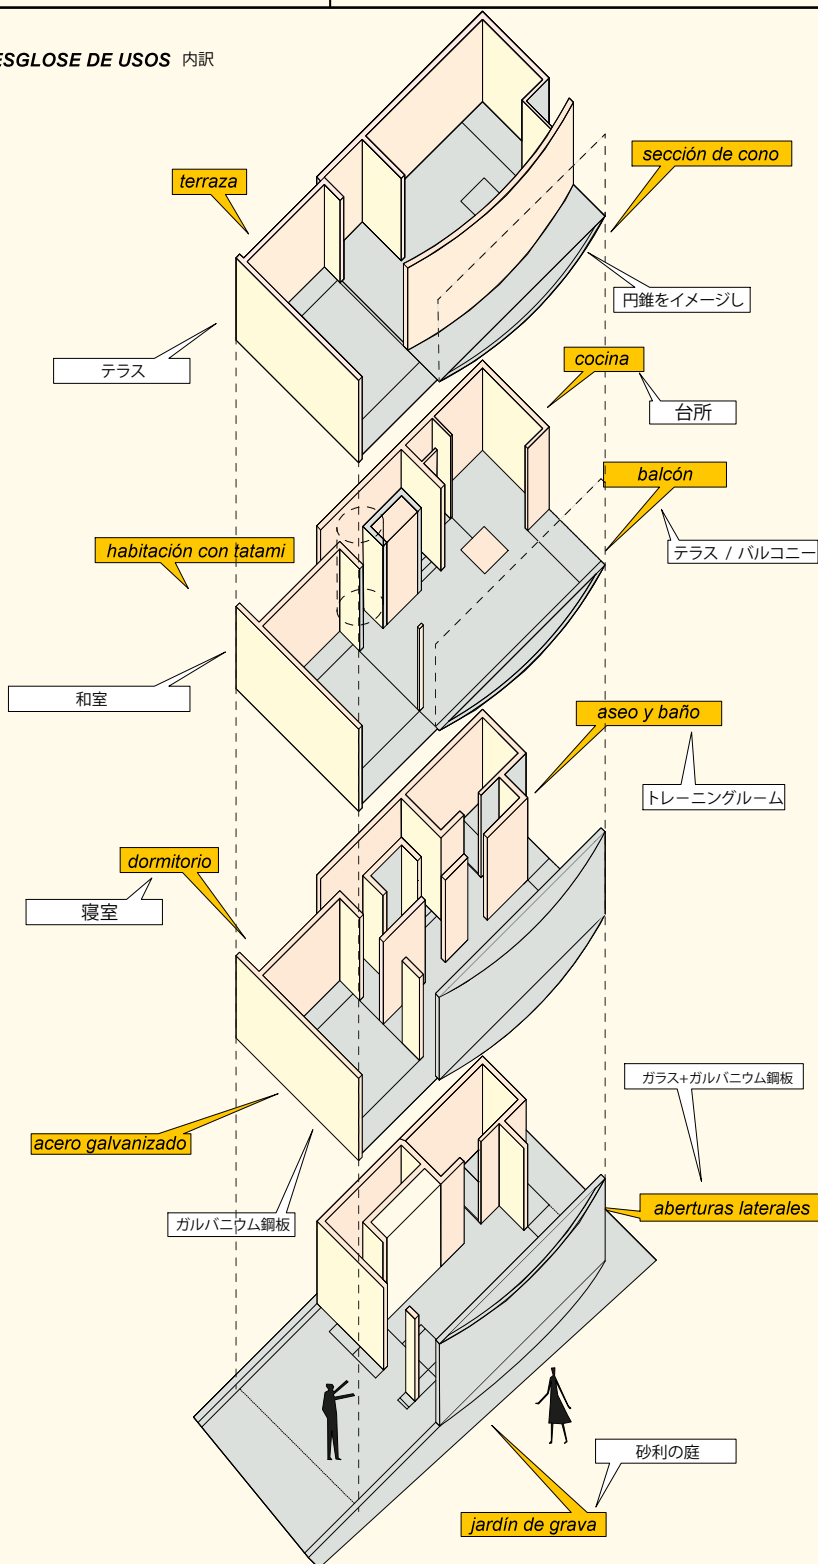 ESGLOSE DE USOS 内訳
sección de cono
terraza
円錐をイメージし
テラス
cocina
台所
balcón
habitación con tatami
テラス / バルコニー
和室
aseo y baño
トレーニングルーム
dormitorio
寝室
ガラス+ガルバニウム鋼板
acero galvanizado
aberturas laterales
ガルバニウム鋼板
砂利の庭
jardín de grava